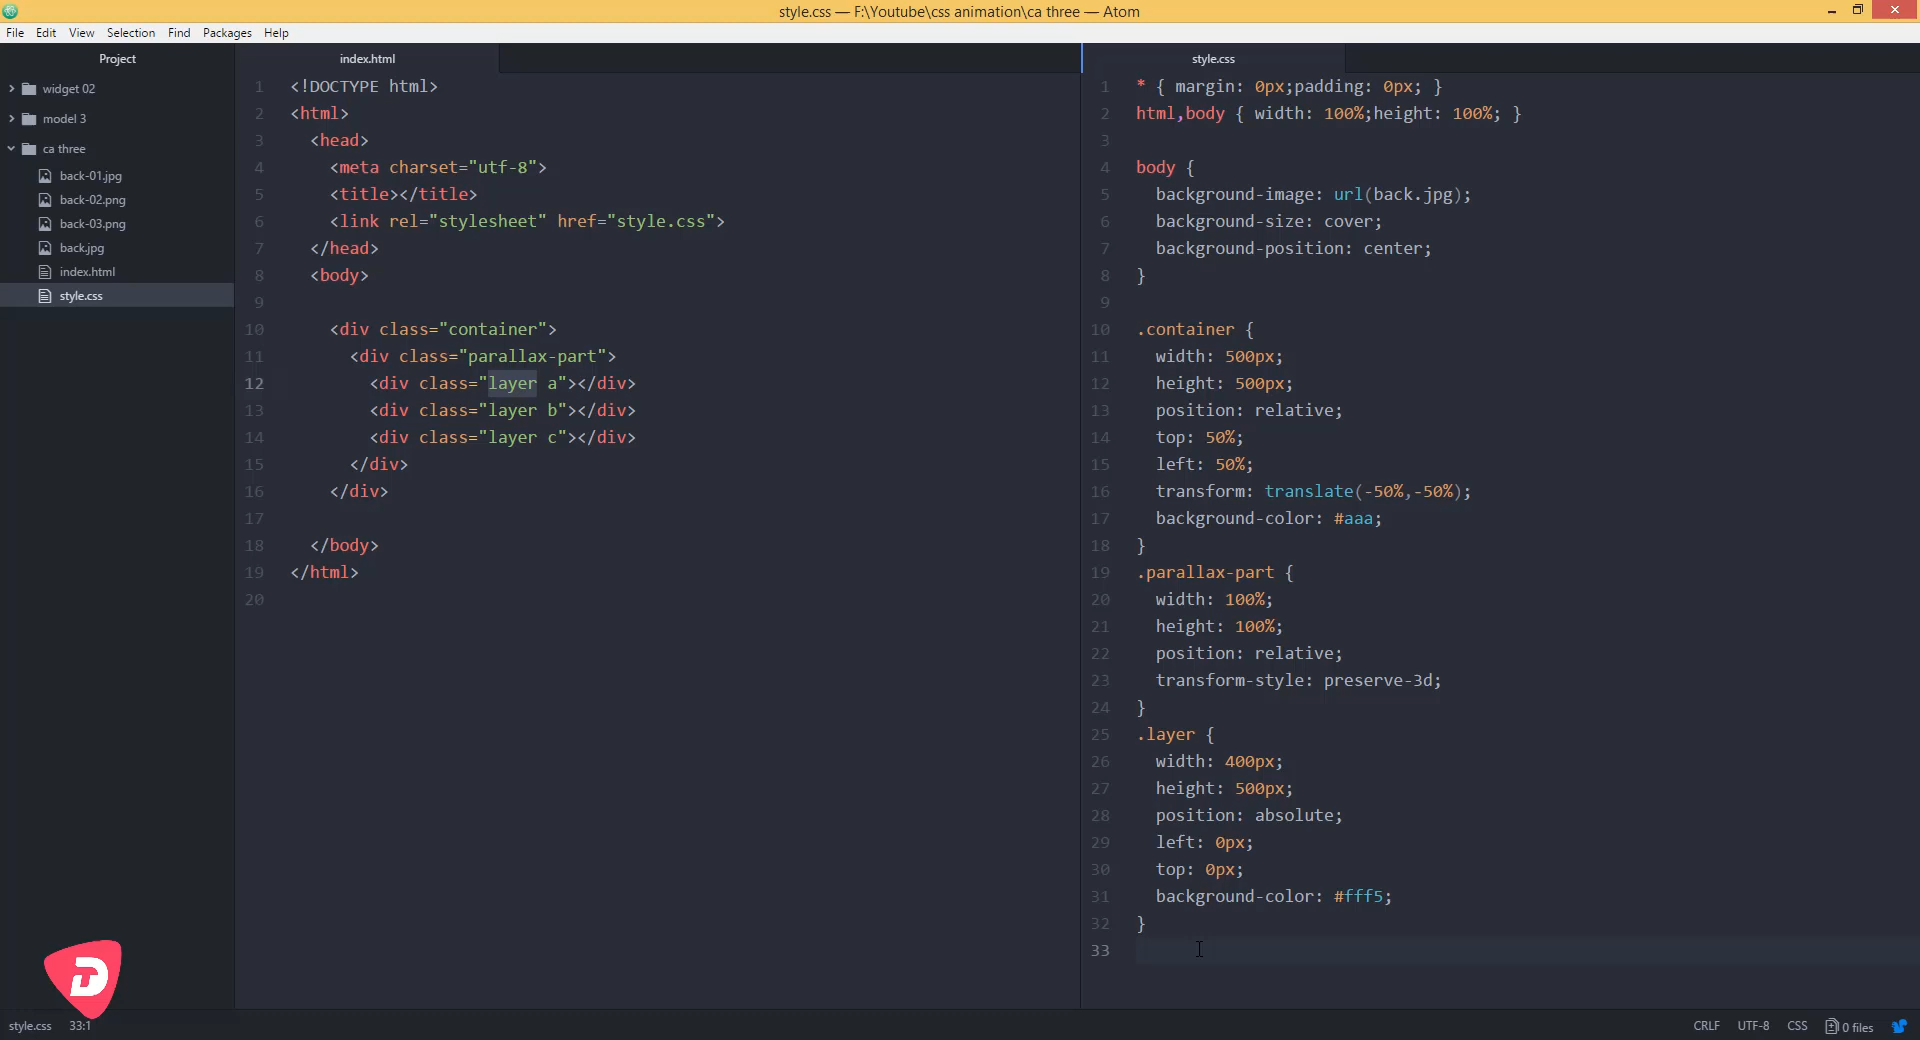 style.css — F:\Youtube\css animation\ca three — Atom
File Edit View Selection Find Packages Help
Project
widget 02
model 3
ca three
back-01.jpg
back-02.png
back-03.png
back.jpg
index.html
style.css
index.html
1 <!DOCTYPE html>
2 <html>
3 <head>
4 <meta charset="utf-8">
5 <title></title>
6 <link rel="stylesheet" href="style.css">
7 </head>
8 <body>
9
10 <div class="container">
11 <div class="parallax-part">
12 <div class="layer a"></div>
13 <div class="layer b"></div>
14 <div class="layer c"></div>
15 </div>
16 </div>
17
18 </body>
19 </html>
20
style.css
1 * { margin: 0px;padding: 0px; }
2 html,body { width: 100%;height: 100%; }
3
4 body {
5 background-image: url(back.jpg);
6 background-size: cover;
7 background-position: center;
8 }
9
10 .container {
11 width: 500px;
12 height: 500px;
13 position: relative;
14 top: 50%;
15 left: 50%;
16 transform: translate(-50%,-50%);
17 background-color: #aaa;
18 }
19 .parallax-part {
20 width: 100%;
21 height: 100%;
22 position: relative;
23 transform-style: preserve-3d;
24 }
25 .layer {
26 width: 400px;
27 height: 500px;
28 position: absolute;
29 left: 0px;
30 top: 0px;
31 background-color: #fff5;
32 }
33
D
style.css 33:1
CRLF UTF-8 CSS 0 files